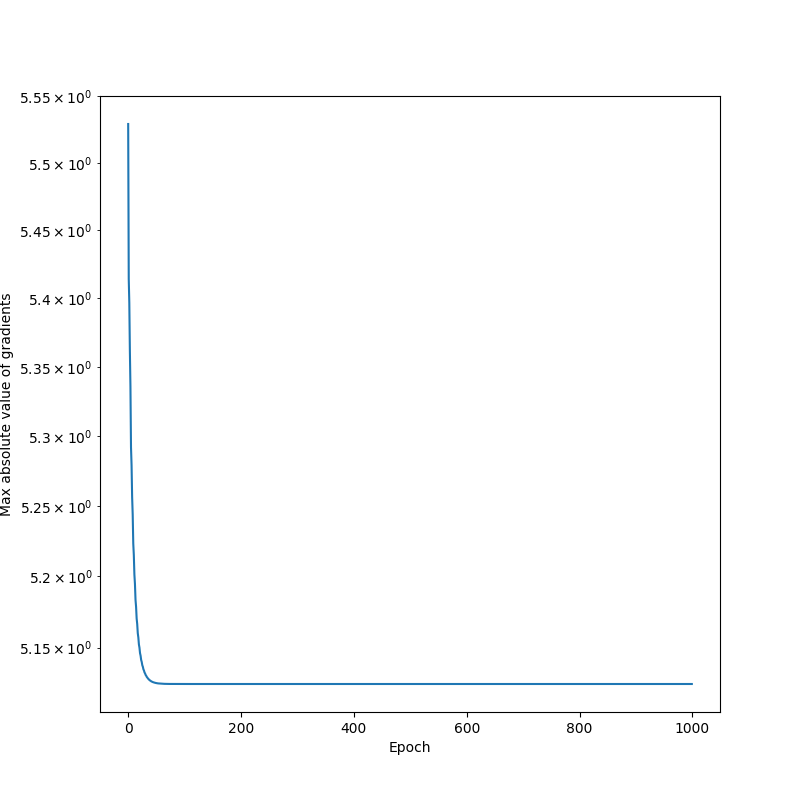 5.55 × 10⁰
5.5 × 10⁰
5.45 × 10⁰
5.4 × 10⁰
5.35 × 10⁰
5.3 × 10⁰
5.25 × 10⁰
5.2 × 10⁰
5.15 × 10⁰
Max absolute value of gradients
0 200 400 600 800 1000
Epoch